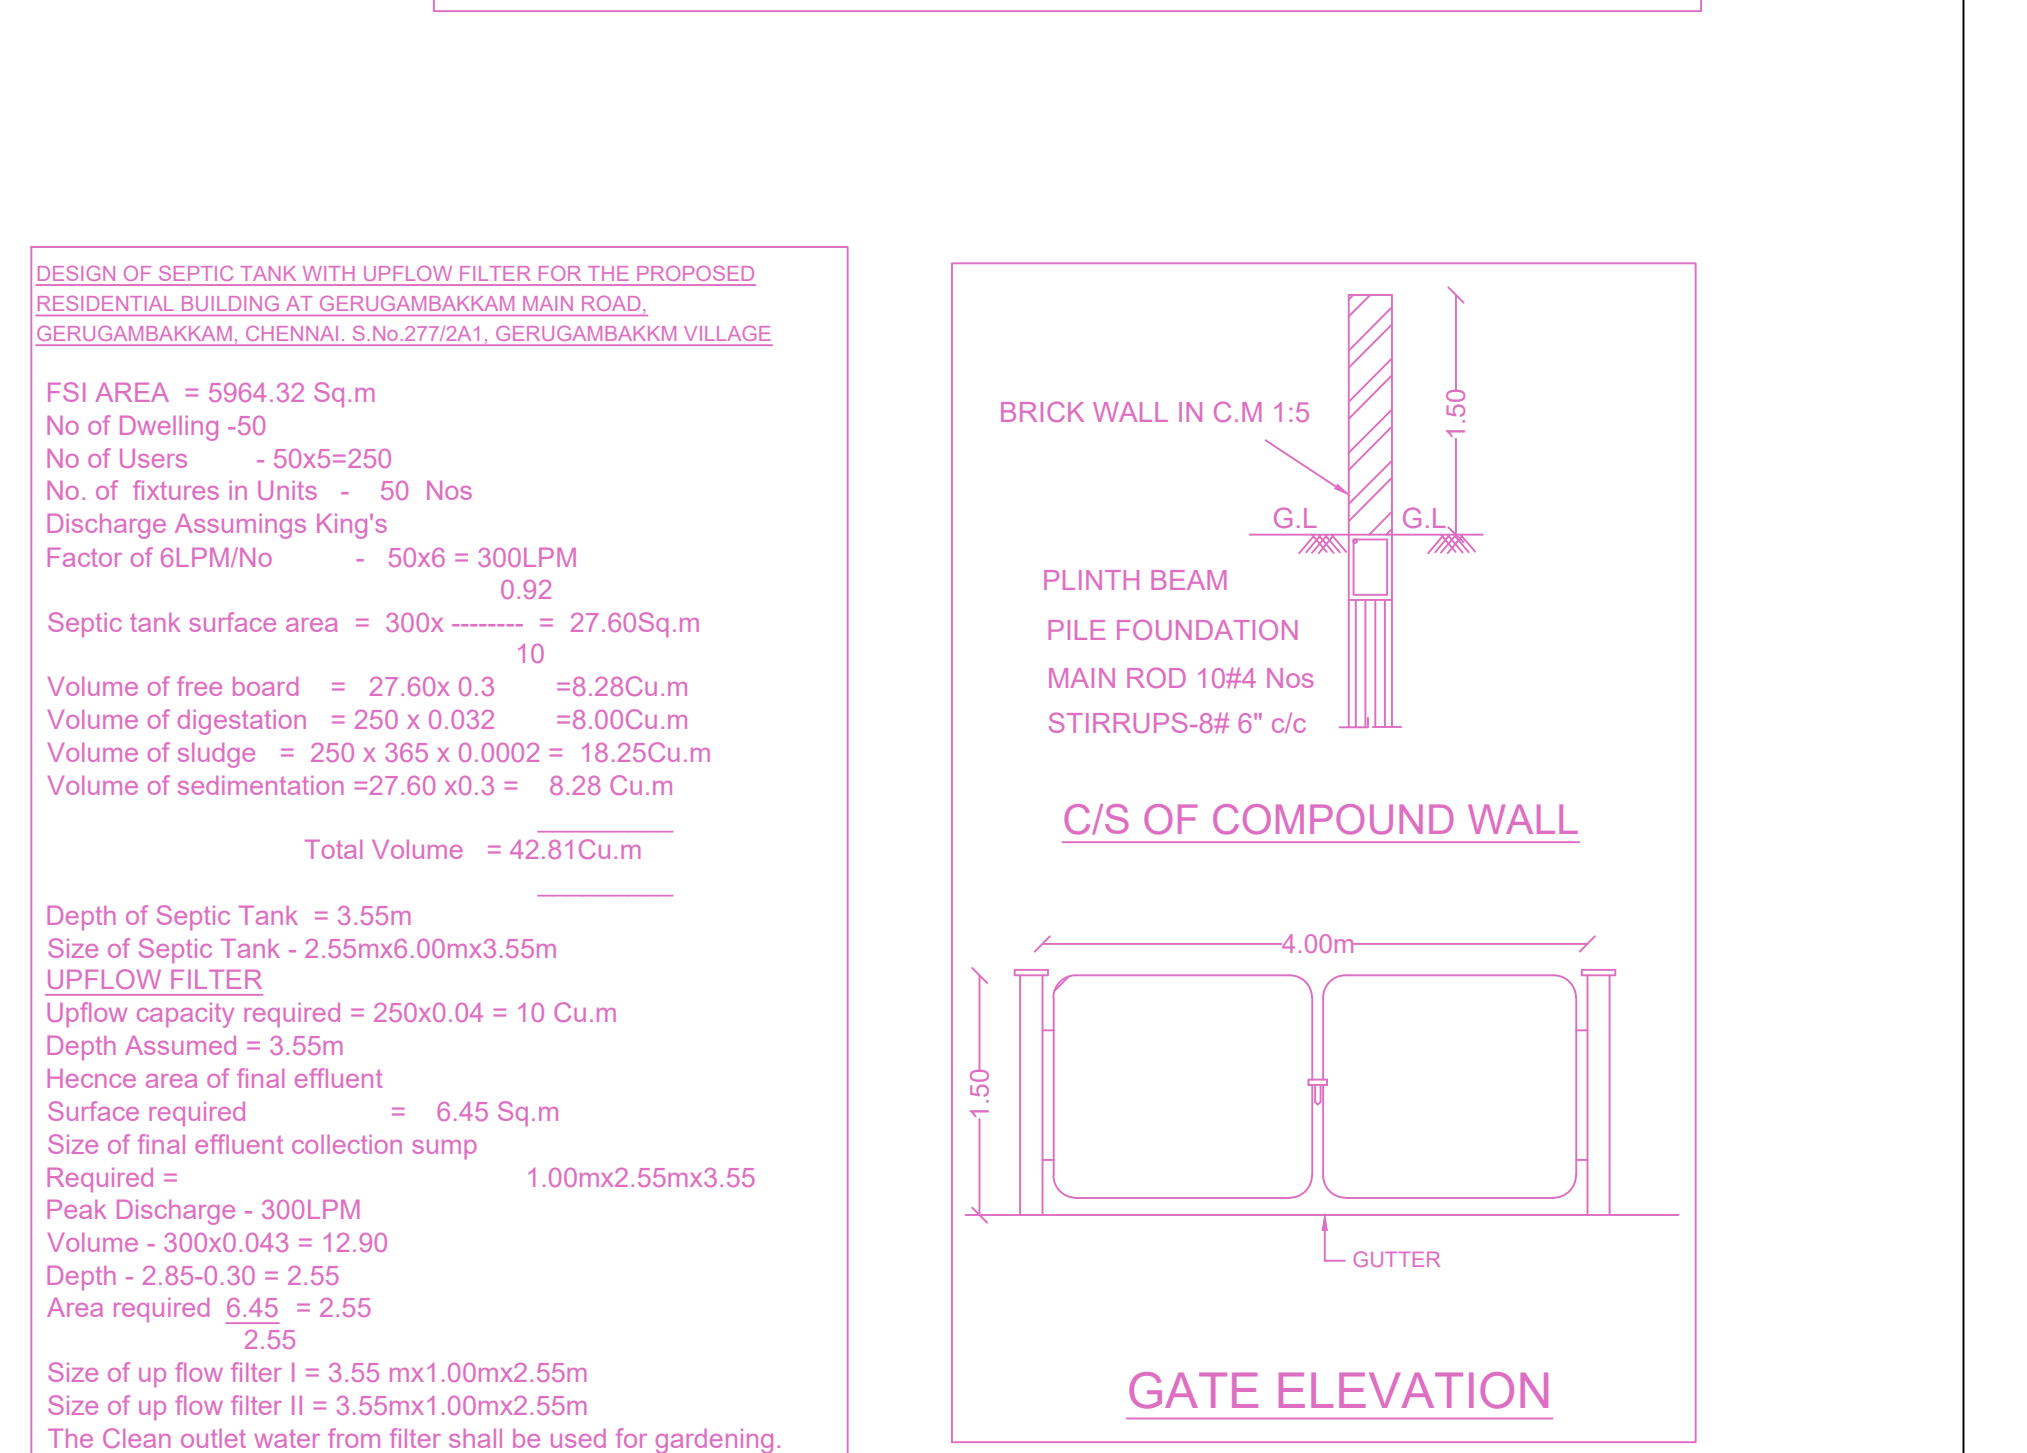 DESIGN OF SEPTIC TANK WITH UPFLOW FILTER FOR THE PROPOSED
RESIDENTIAL BUILDING AT GERUGAMBAKKAM MAIN ROAD,
GERUGAMBAKKAM, CHENNAI. S.No.277/2A1, GERUGAMBAKKM VILLAGE
FSI AREA = 5964.32 Sq.m
No of Dwelling -50
No of Users - 50x5=250
No. of fixtures in Units - 50 Nos
Discharge Assumings King's
Factor of 6LPM/No - 50x6 = 300LPM
0.92
Septic tank surface area = 300x -------- = 27.60Sq.m
10
Volume of free board = 27.60x 0.3 =8.28Cu.m
Volume of digestation = 250 x 0.032 =8.00Cu.m
Volume of sludge = 250 x 365 x 0.0002 = 18.25Cu.m
Volume of sedimentation =27.60 x0.3 = 8.28 Cu.m
Total Volume = 42.81Cu.m
Depth of Septic Tank = 3.55m
Size of Septic Tank - 2.55mx6.00mx3.55m
UPFLOW FILTER
Upflow capacity required = 250x0.04 = 10 Cu.m
Depth Assumed = 3.55m
Hecnce area of final effluent
Surface required = 6.45 Sq.m
Size of final effluent collection sump
Required = 1.00mx2.55mx3.55
Peak Discharge - 300LPM
Volume - 300x0.043 = 12.90
Depth - 2.85-0.30 = 2.55
Area required 6.45 = 2.55
2.55
Size of up flow filter I = 3.55 mx1.00mx2.55m
Size of up flow filter II = 3.55mx1.00mx2.55m
The Clean outlet water from filter shall be used for gardening.
BRICK WALL IN C.M 1:5
1.50
G.L
G.L
PLINTH BEAM
PILE FOUNDATION
MAIN ROD 10#4 Nos
STIRRUPS-8# 6" c/c
C/S OF COMPOUND WALL
4.00m
1.50
GUTTER
GATE ELEVATION